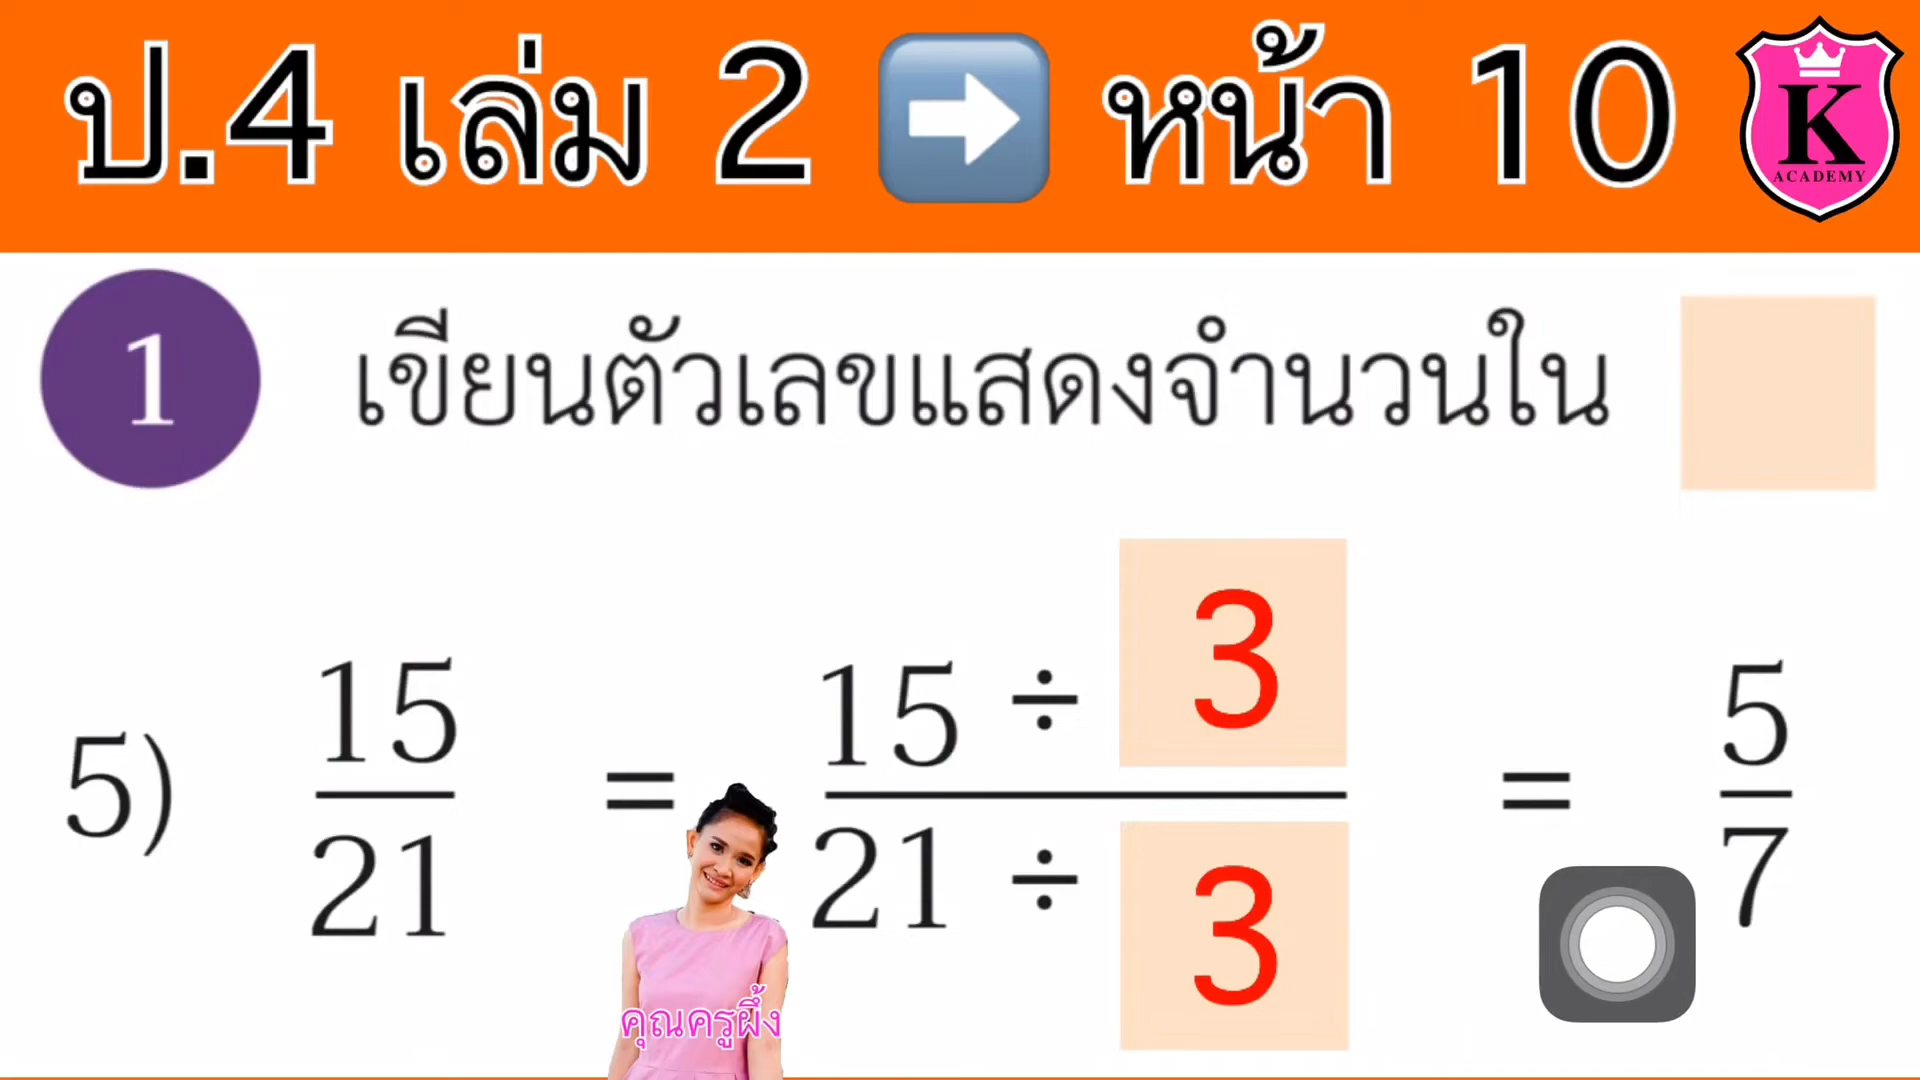 ป.4 เล่ม 2 ➡ หน้า 10
K
ACADEMY
1 เขียนตัวเลขแสดงจำนวนใน
5) 15/21 = 15 ÷ 3 / 21 ÷ 3 = 5/7
คุณครูผึ้ง